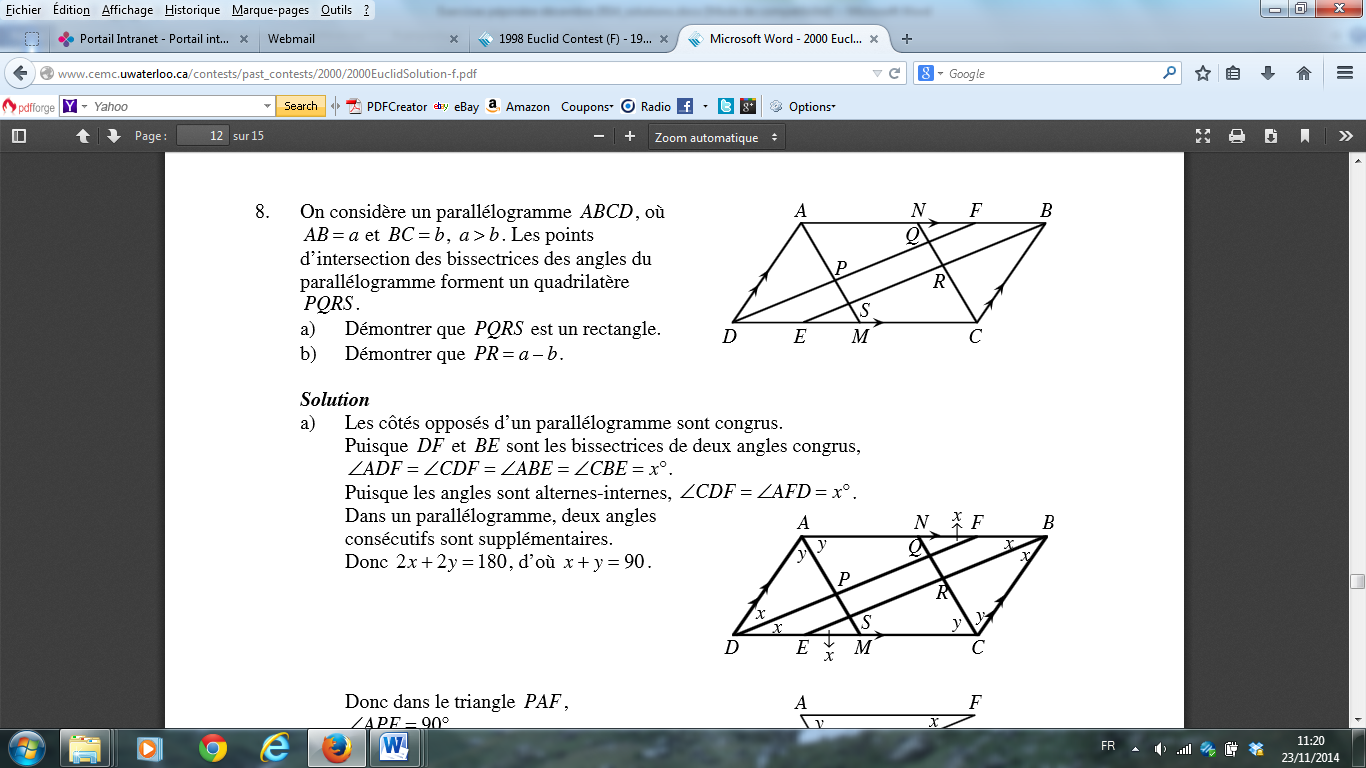 Fichier Édition Affichage Historique Marque-pages Outils ?
Portail Intranet - Portail int... × Webmail × 1998 Euclid Contest (F) - 19... × Microsoft Word - 2000 Eucl... × +
www.cemc.uwaterloo.ca/contests/past_contests/2000/2000EuclidSolution-f.pdf
Google
pdfforge Yahoo Search PDFCreator eBay Amazon Coupons Radio Options
Page : 12 sur 15 Zoom automatique
8. On considère un parallélogramme ABCD, où
AB = a et BC = b, a > b. Les points
d'intersection des bissectrices des angles du
parallélogramme forment un quadrilatère
PQRS.
a) Démontrer que PQRS est un rectangle.
b) Démontrer que PR = a – b.
A N F B
Q
P
R
S
D E M C
Solution
a) Les côtés opposés d'un parallélogramme sont congrus.
Puisque DF et BE sont les bissectrices de deux angles congrus,
∠ADF = ∠CDF = ∠ABE = ∠CBE = x°.
Puisque les angles sont alternes-internes, ∠CDF = ∠AFD = x°.
Dans un parallélogramme, deux angles
consécutifs sont supplémentaires.
Donc 2x + 2y = 180, d'où x + y = 90.
A N x F B
y Q x
y x
P
R
x S y y
x
D E x M C
Donc dans le triangle PAF,
∠APF = 90°
A F
y x
FR 11:20
23/11/2014